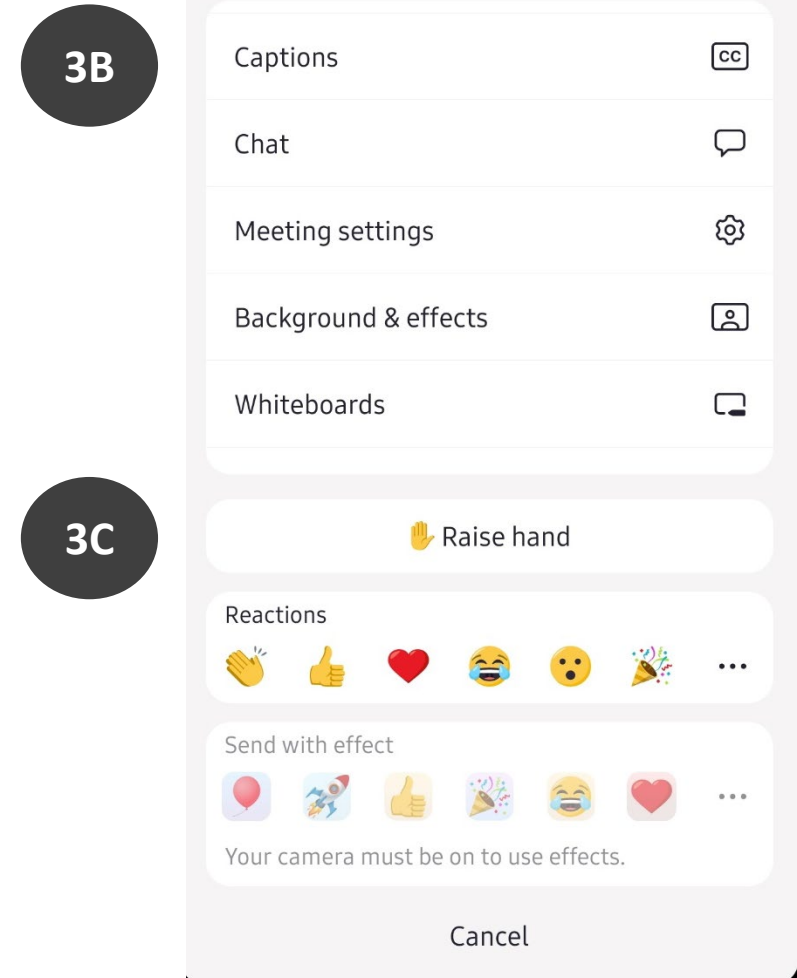 3B
Captions CC
Chat
Meeting settings
Background & effects
Whiteboards
3C
✋ Raise hand
Reactions
👏 👍 ❤️ 😂 😮 🎉 ...
Send with effect
🎈 🚀 👍 🎉 😂 ❤️ ...
Your camera must be on to use effects.
Cancel